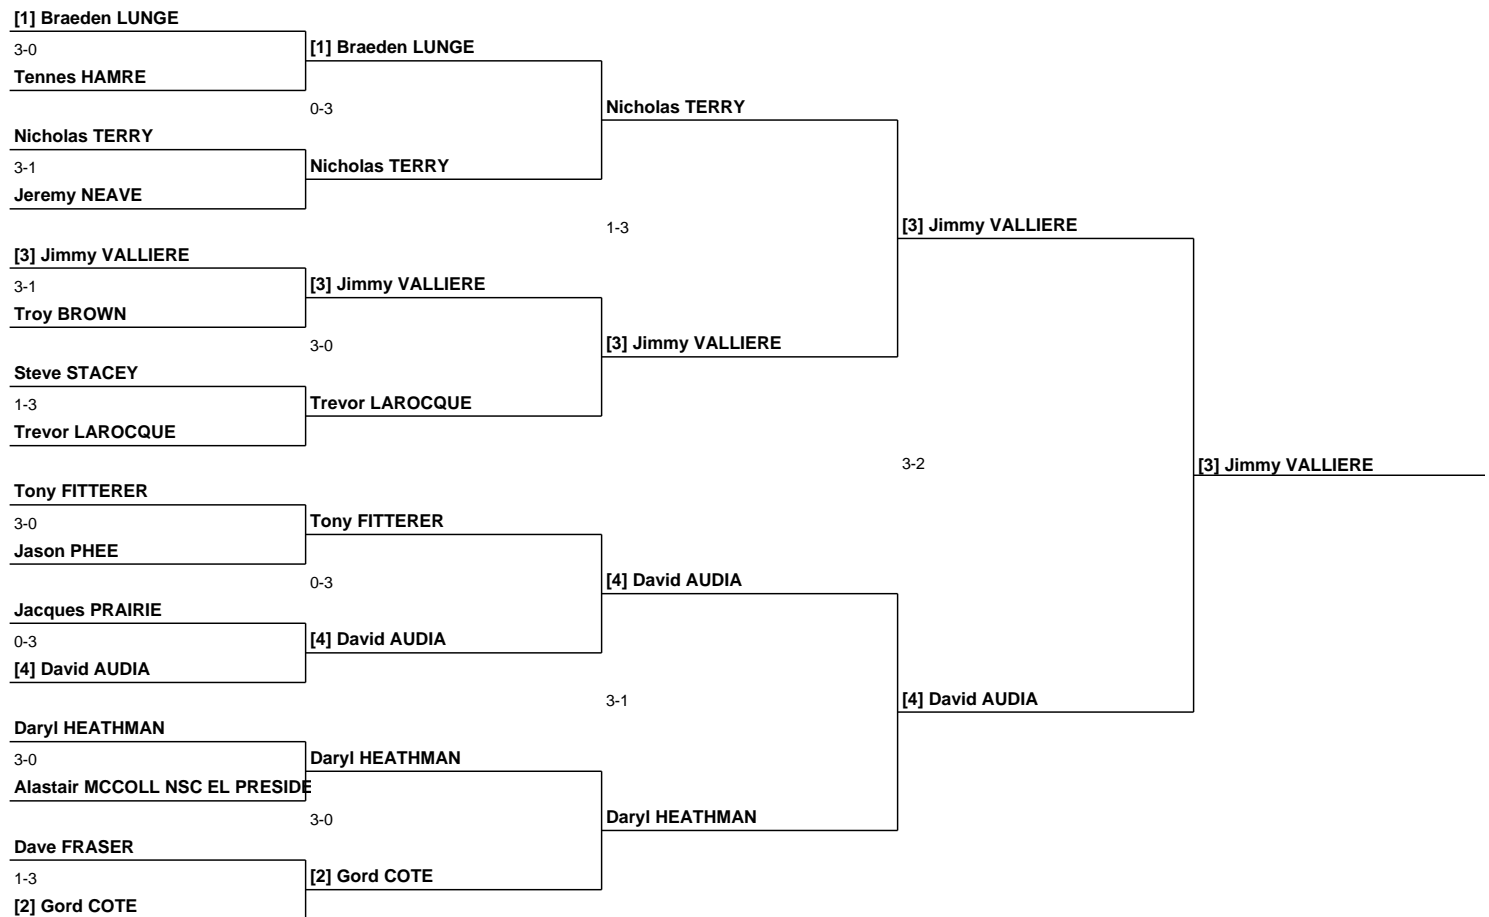 [1] Braeden LUNGE
3-0
Tennes HAMRE
Nicholas TERRY
3-1
Jeremy NEAVE
[3] Jimmy VALLIERE
3-1
Troy BROWN
Steve STACEY
1-3
Trevor LAROCQUE
Tony FITTERER
3-0
Jason PHEE
Jacques PRAIRIE
0-3
[4] David AUDIA
Daryl HEATHMAN
3-0
Alastair MCCOLL NSC EL PRESIDE
Dave FRASER
1-3
[2] Gord COTE
[1] Braeden LUNGE
0-3
Nicholas TERRY
[3] Jimmy VALLIERE
3-0
Trevor LAROCQUE
Tony FITTERER
0-3
[4] David AUDIA
Daryl HEATHMAN
3-0
[2] Gord COTE
Nicholas TERRY
1-3
[3] Jimmy VALLIERE
[4] David AUDIA
3-1
Daryl HEATHMAN
[3] Jimmy VALLIERE
3-2
[4] David AUDIA
[3] Jimmy VALLIERE